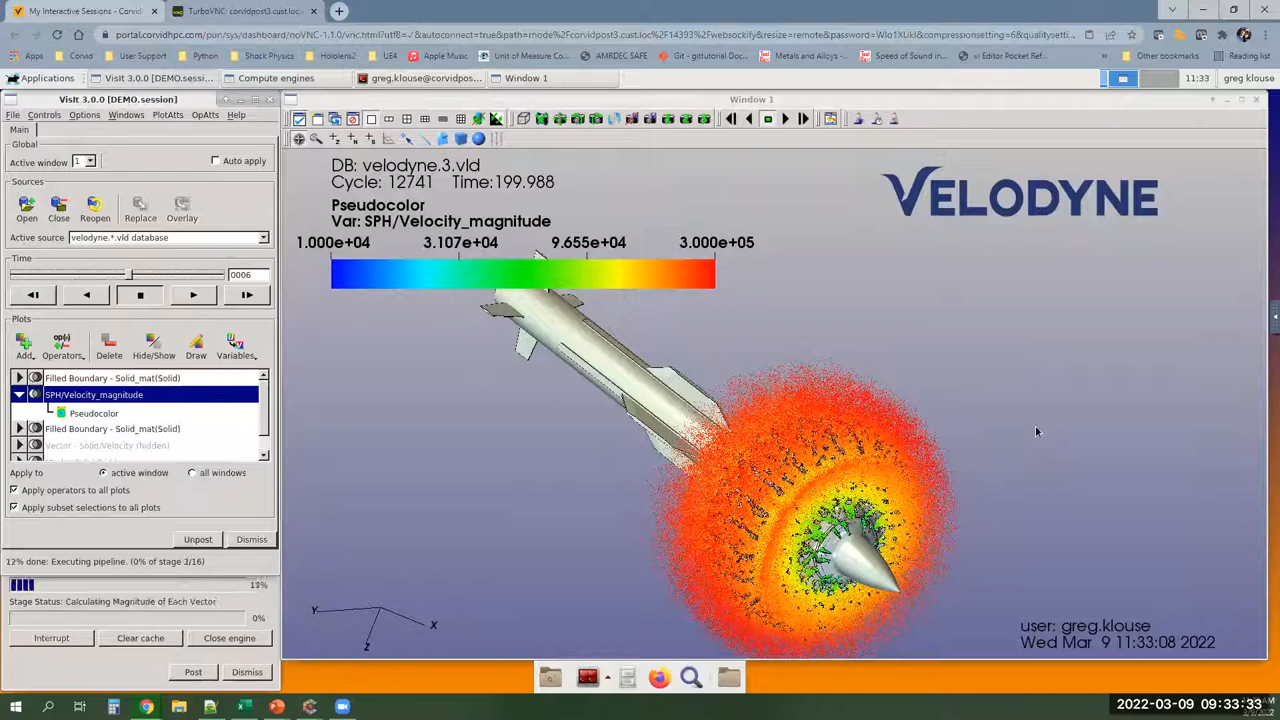 My Interactive Sessions - Corvid
TurboVNC: corvidpost3.cust.loc
portal.corvidhpc.com/pun/sys/dashboard/noVNC-1.1.0/vnc.html?utf8=✓&autoconnect=true&path=mode%2Fcorvidpost3.cust.loc%2F14393%2Fwebsockify&resize=remote&password=Wlo1XUkI&compressionsetting=6&qualitysetti...
Apps
Corvid
User Support
Python
Shock Physics
Hololens2
UE4
Apple Music
Unit of Measure Co...
AMRDEC SAFE
Git - gittutorial Doc...
Metals and Alloys -...
Speed of Sound in...
vi Editor Pocket Ref...
Other bookmarks
Reading list
Applications
VisIt 3.0.0 [DEMO.sessi...
Compute engines
greg.klouse@corvidpos...
Window 1
11:33
greg klouse
VisIt 3.0.0 [DEMO.session]
Window 1
File Controls Options Windows PlotAtts OpAtts Help
Main
Global
Active window 1
Auto apply
Sources
Open Close Reopen Replace Overlay
Active source velodyne.*.vld database
Time
0006
Plots
Add Operators Delete Hide/Show Draw Variables
Filled Boundary - Solid_mat(Solid)
SPH/Velocity_magnitude
Pseudocolor
Filled Boundary - Solid_mat(Solid)
Vector - Solid/Velocity (hidden)
Apply to active window all windows
Apply operators to all plots
Apply subset selections to all plots
Unpost Dismiss
12% done: Executing pipeline. (0% of stage 3/16)
Stage Status: Calculating Magnitude of Each Vector
0%
Interrupt Clear cache Close engine
Post Dismiss
DB: velodyne.3.vld
Cycle: 12741 Time:199.988
Pseudocolor
Var: SPH/Velocity_magnitude
1.000e+04 3.107e+04 9.655e+04 3.000e+05
VELODYNE
Y X Z
user: greg.klouse
Wed Mar 9 11:33:08 2022
2022-03-09 09:33:33